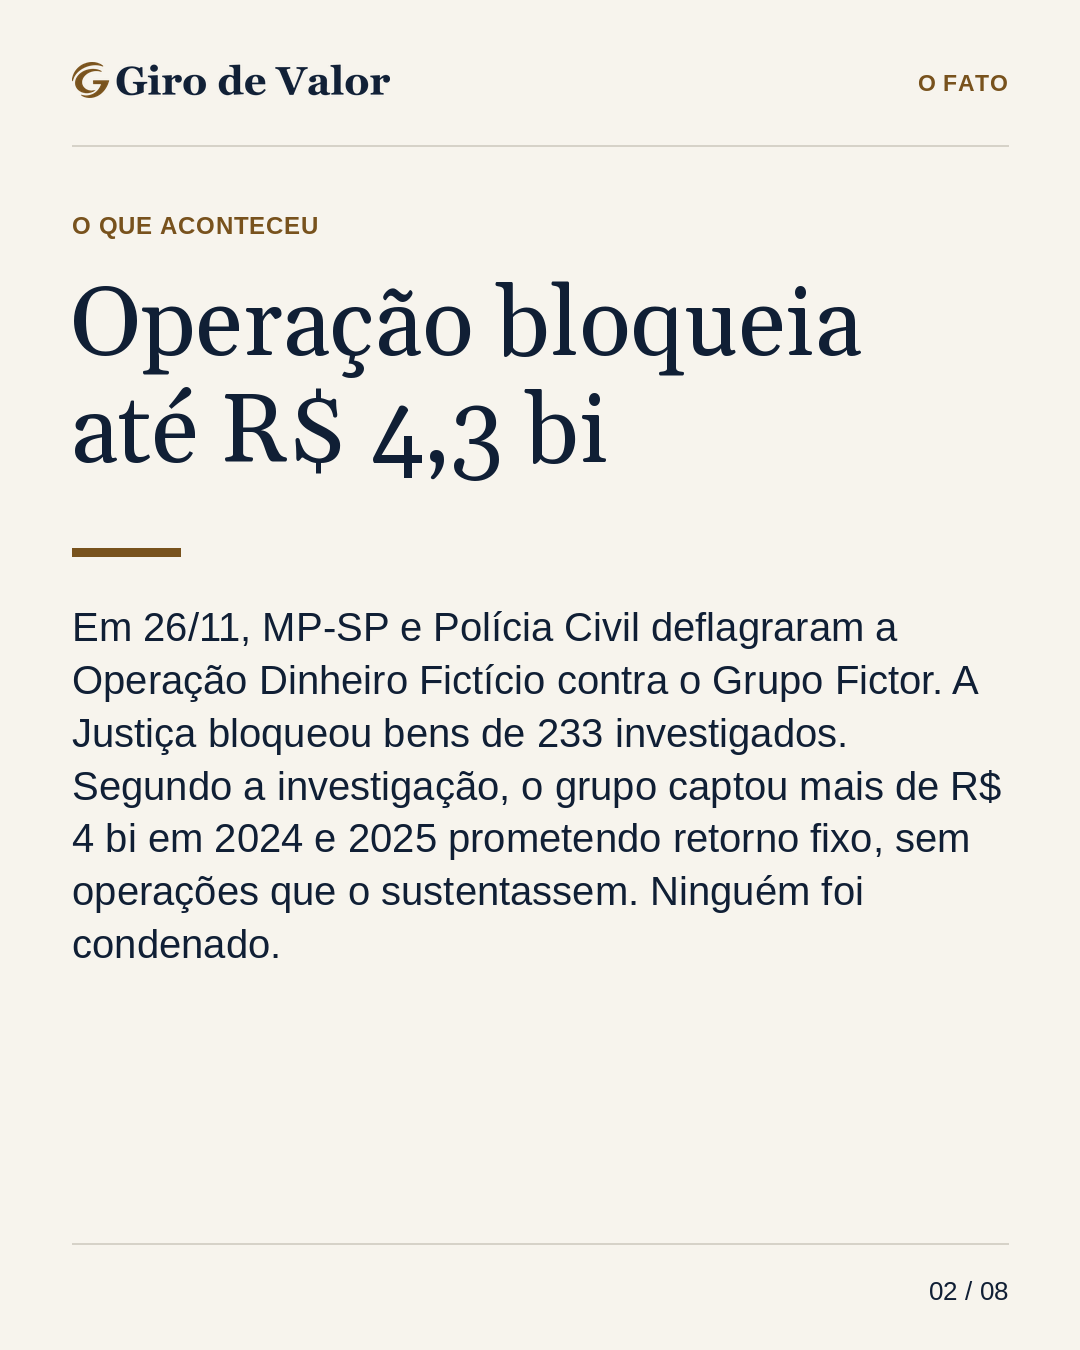 Giro de Valor
O FATO
O QUE ACONTECEU
Operação bloqueia
até R$ 4,3 bi
Em 26/11, MP-SP e Polícia Civil deflagraram a
Operação Dinheiro Fictício contra o Grupo Fictor. A
Justiça bloqueou bens de 233 investigados.
Segundo a investigação, o grupo captou mais de R$
4 bi em 2024 e 2025 prometendo retorno fixo, sem
operações que o sustentassem. Ninguém foi
condenado.
02 / 08